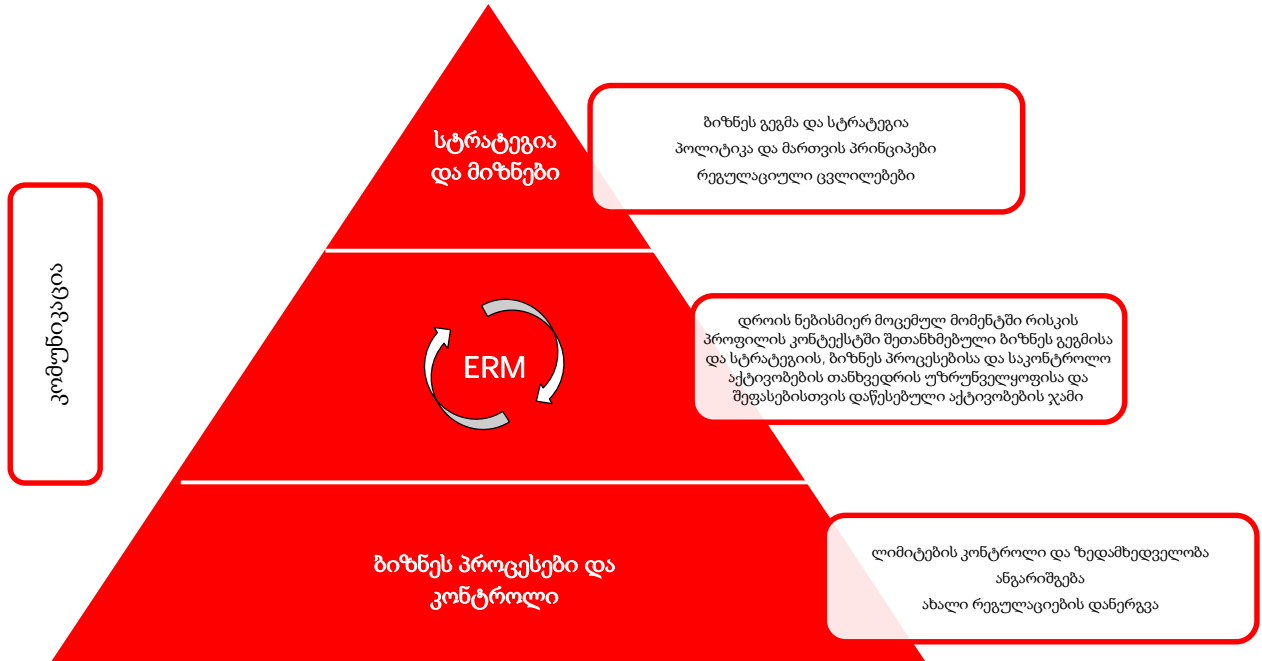 სტრატეგია
და მიზნები
ბიზნეს გეგმა და სტრატეგია
პოლიტიკა და მართვის პრინციპები
რეგულაციული ცვლილებები
კომუნიკაცია
ERM
დროის ნებისმიერ მოცემულ მომენტში რისკის
პროფილის კონტექსტში შეთანხმებული ბიზნეს გეგმისა
და სტრატეგიის, ბიზნეს პროცესებისა და საკონტროლო
აქტივობების თანხვედრის უზრუნველყოფისა და
შეფასებისთვის დაწესებული აქტივობების ჯამი
ბიზნეს პროცესები და
კონტროლი
ლიმიტების კონტროლი და ზედამხედველობა
ანგარიშგება
ახალი რეგულაციების დანერგვა